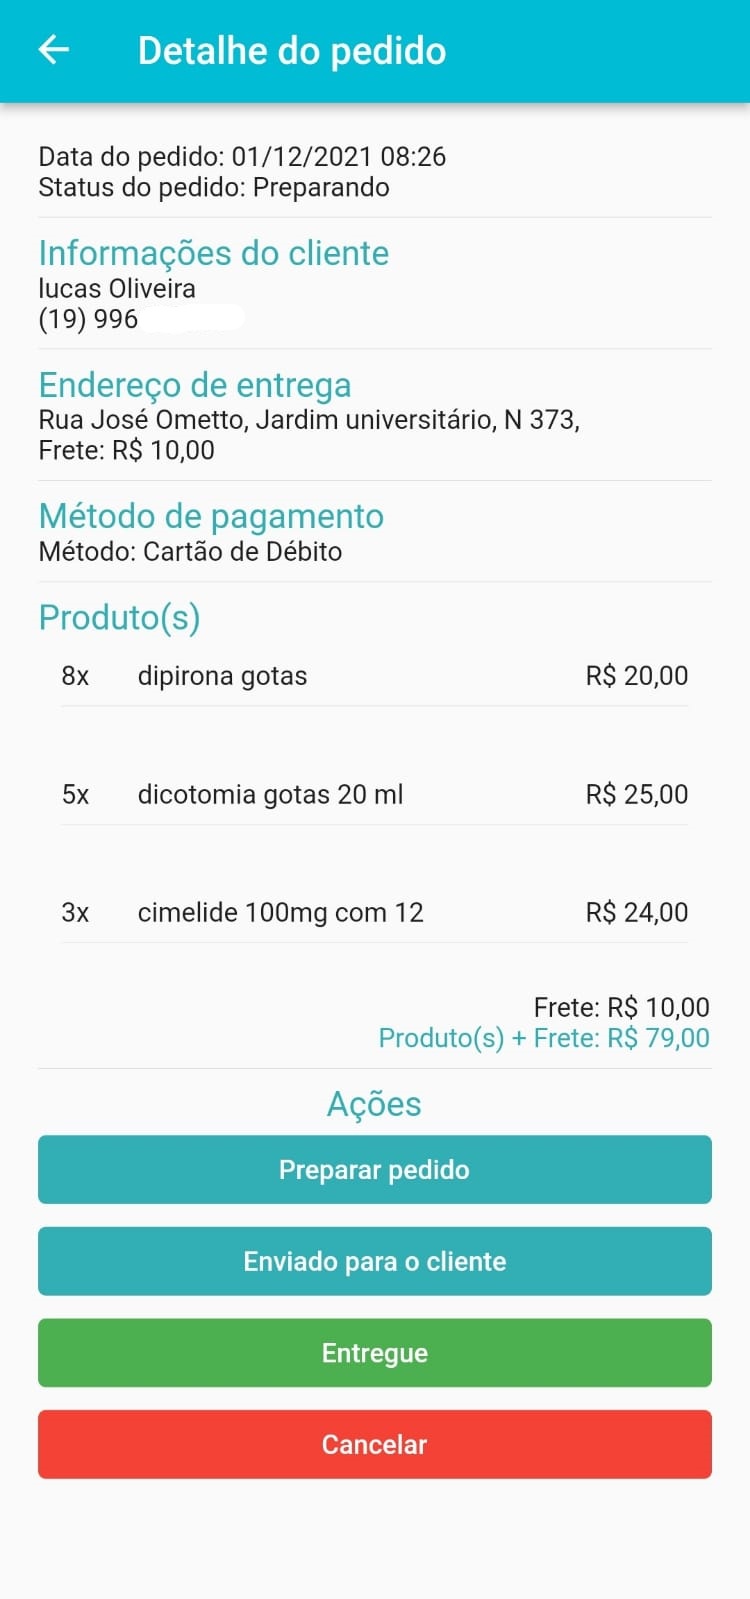 Detalhe do pedido
Data do pedido: 01/12/2021 08:26
Status do pedido: Preparando
Informações do cliente
lucas Oliveira
(19) 996
Endereço de entrega
Rua José Ometto, Jardim universitário, N 373,
Frete: R$ 10,00
Método de pagamento
Método: Cartão de Débito
Produto(s)
8x dipirona gotas R$ 20,00
5x dicotomia gotas 20 ml R$ 25,00
3x cimelide 100mg com 12 R$ 24,00
Frete: R$ 10,00
Produto(s) + Frete: R$ 79,00
Ações
Preparar pedido
Enviado para o cliente
Entregue
Cancelar